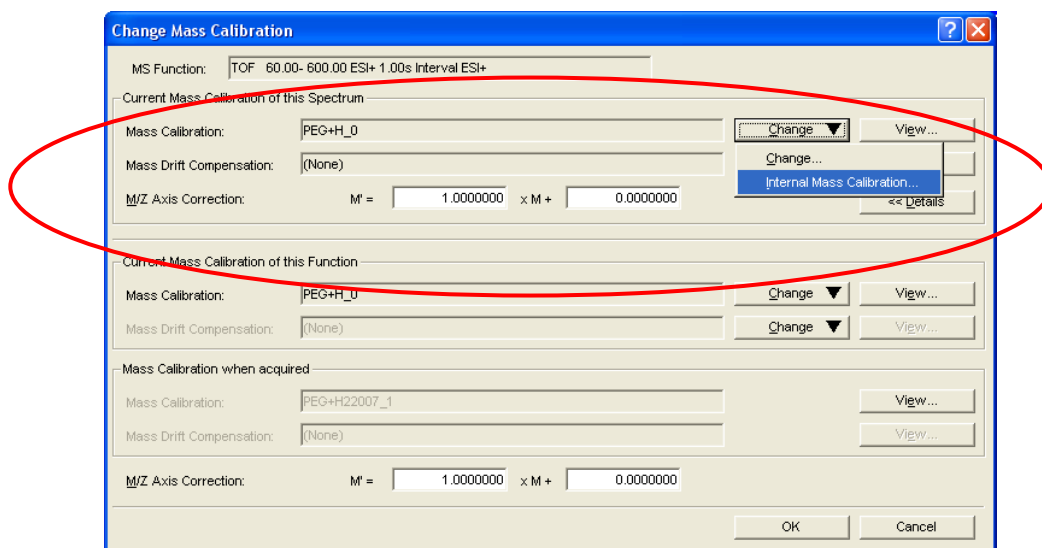 Change Mass Calibration
MS Function: TOF 60.00- 600.00 ESI+ 1.00s Interval ESI+
Current Mass Calibration of this Spectrum
Mass Calibration: PEG+H_0 Change View...
Mass Drift Compensation: (None) Change...
Internal Mass Calibration...
M/Z Axis Correction: M' = 1.0000000 x M + 0.0000000 << Details
Current Mass Calibration of this Function
Mass Calibration: PEG+H_0 Change View...
Mass Drift Compensation: (None) Change View...
Mass Calibration when acquired
Mass Calibration: PEG+H22007_1 View...
Mass Drift Compensation: (None) View...
M/Z Axis Correction: M' = 1.0000000 x M + 0.0000000
OK Cancel